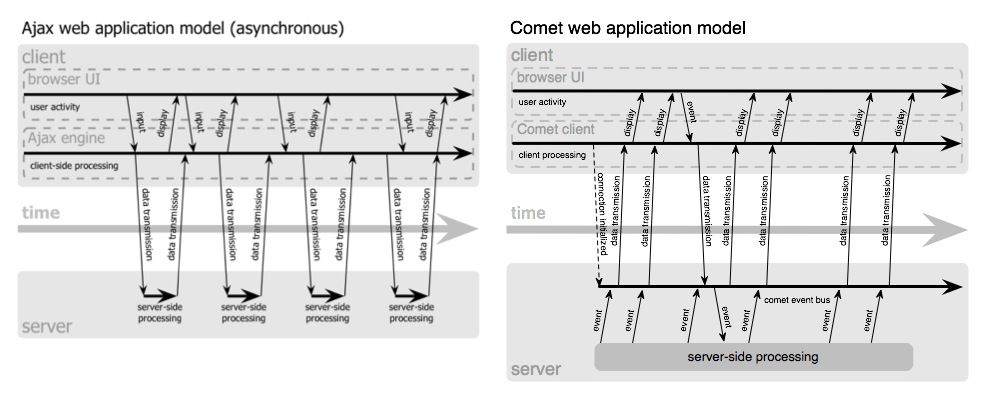 Ajax web application model (asynchronous)
client
browser UI
user activity
input
display
input
display
input
display
input
display
Ajax engine
client-side processing
data transmission
data transmission
data transmission
data transmission
data transmission
data transmission
data transmission
data transmission
time
server-side
processing
server-side
processing
server-side
processing
server-side
processing
server
Comet web application model
client
browser UI
user activity
display
display
event
display
display
display
display
Comet client
client processing
connection initialized
data transmission
data transmission
data transmission
data transmission
data transmission
data transmission
data transmission
time
comet event bus
event
event
event
event
event
event
event
server-side processing
server